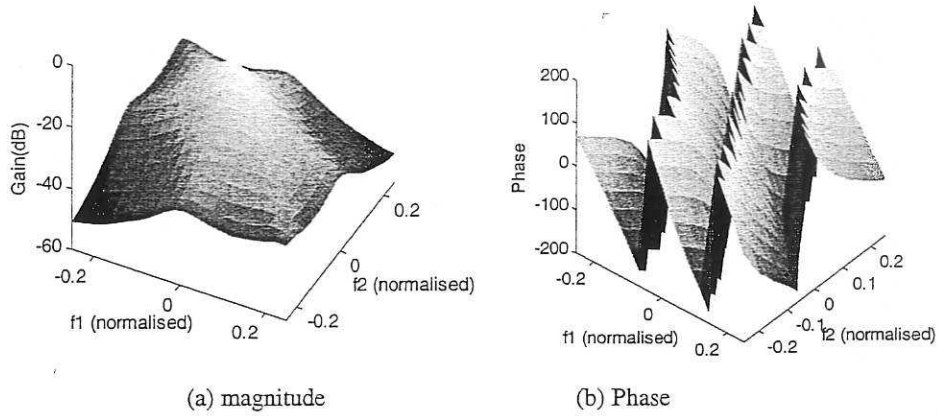 0
-20
-40
-60
Gain(dB)
-0.2
0
0.2
f1 (normalised)
0.2
0
-0.2
f2 (normalised)
(a) magnitude
200
100
0
-100
-200
Phase
-0.2
0
0.2
f1 (normalised)
0.2
0.1
0
-0.1
-0.2
f2 (normalised)
(b) Phase